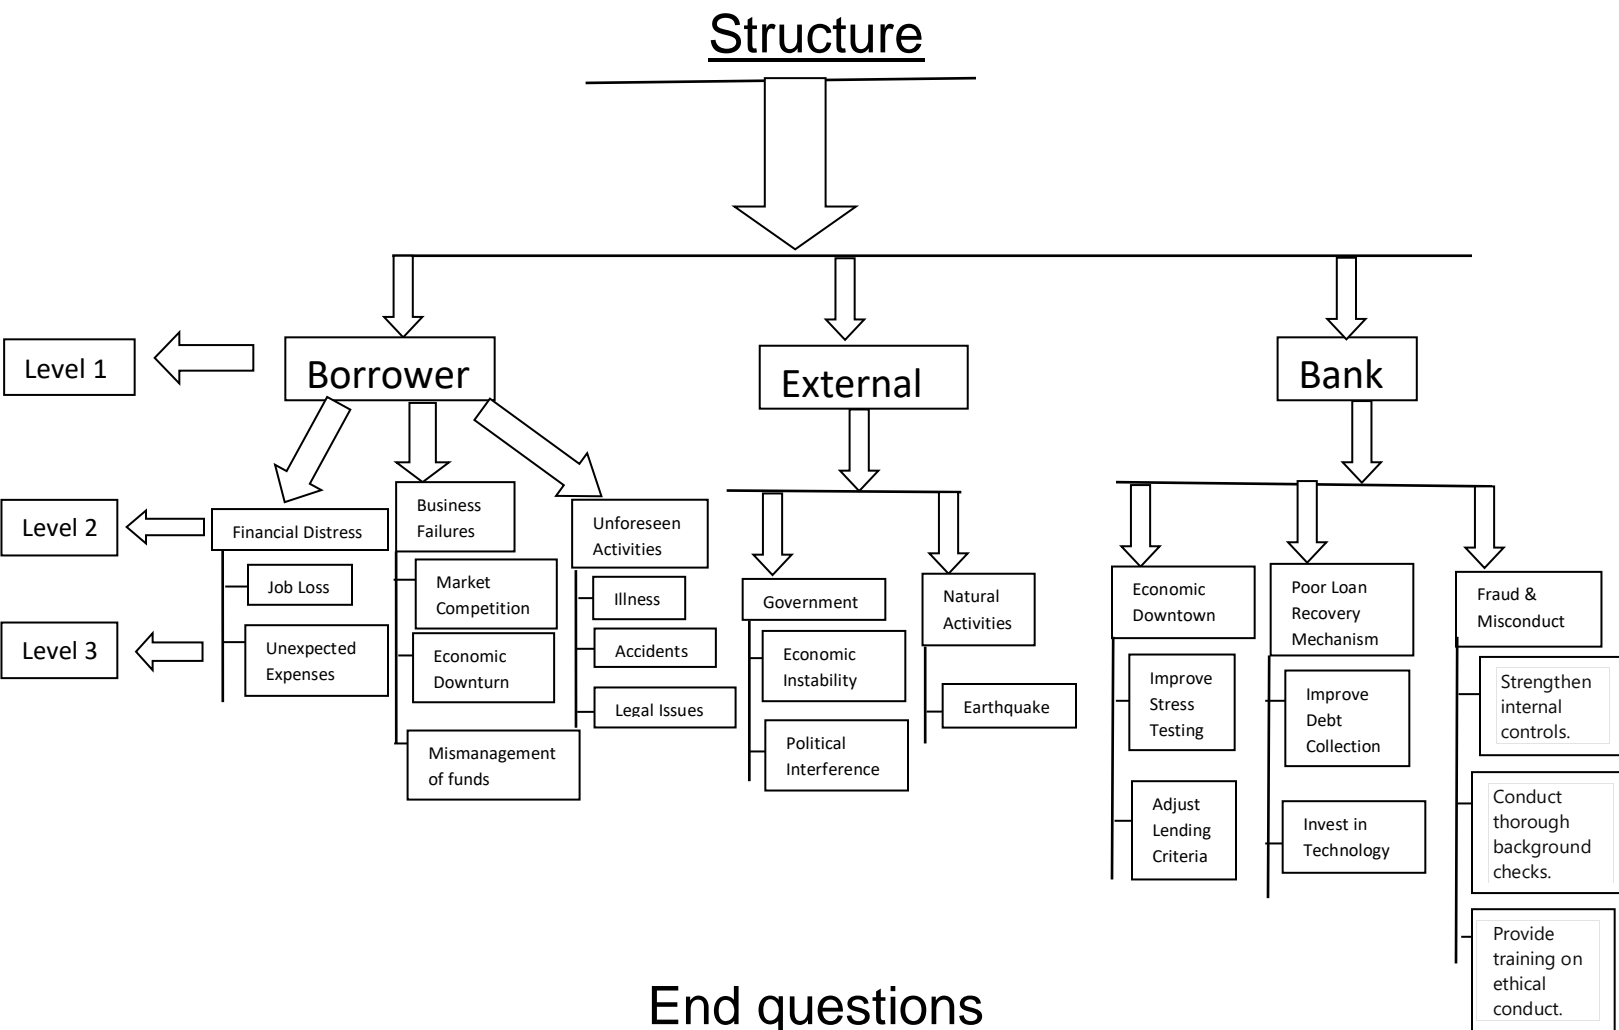 Structure
Level 1
Borrower
External
Bank
Level 2
Financial Distress
Business
Failures
Unforeseen
Activities
Government
Natural
Activities
Economic
Downtown
Poor Loan
Recovery
Mechanism
Fraud &
Misconduct
Level 3
Job Loss
Unexpected
Expenses
Market
Competition
Economic
Downturn
Mismanagement
of funds
Illness
Accidents
Legal Issues
Economic
Instability
Political
Interference
Earthquake
Improve
Stress
Testing
Adjust
Lending
Criteria
Improve
Debt
Collection
Invest in
Technology
Strengthen
internal
controls.
Conduct
thorough
background
checks.
Provide
training on
ethical
conduct.
End questions